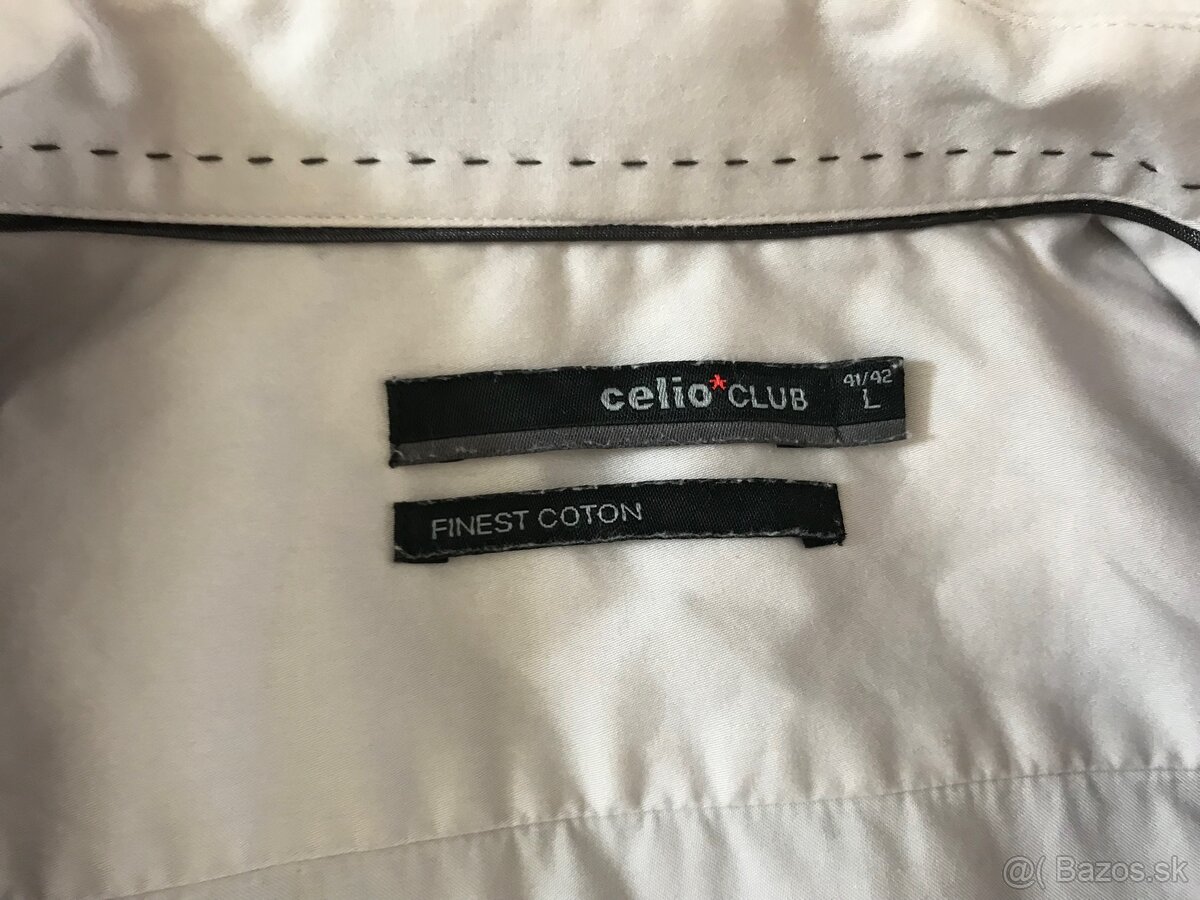 celio*CLUB
41/42
L
FINEST COTON
@( Bazos.sk